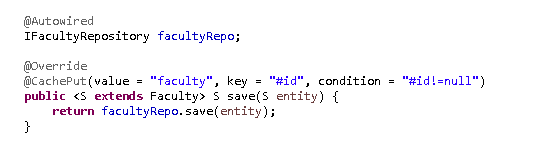 @Autowired
IFacultyRepository facultyRepo;
@Override
@CachePut(value = "faculty", key = "#id", condition = "#id!=null")
public <S extends Faculty> S save(S entity) {
return facultyRepo.save(entity);
}